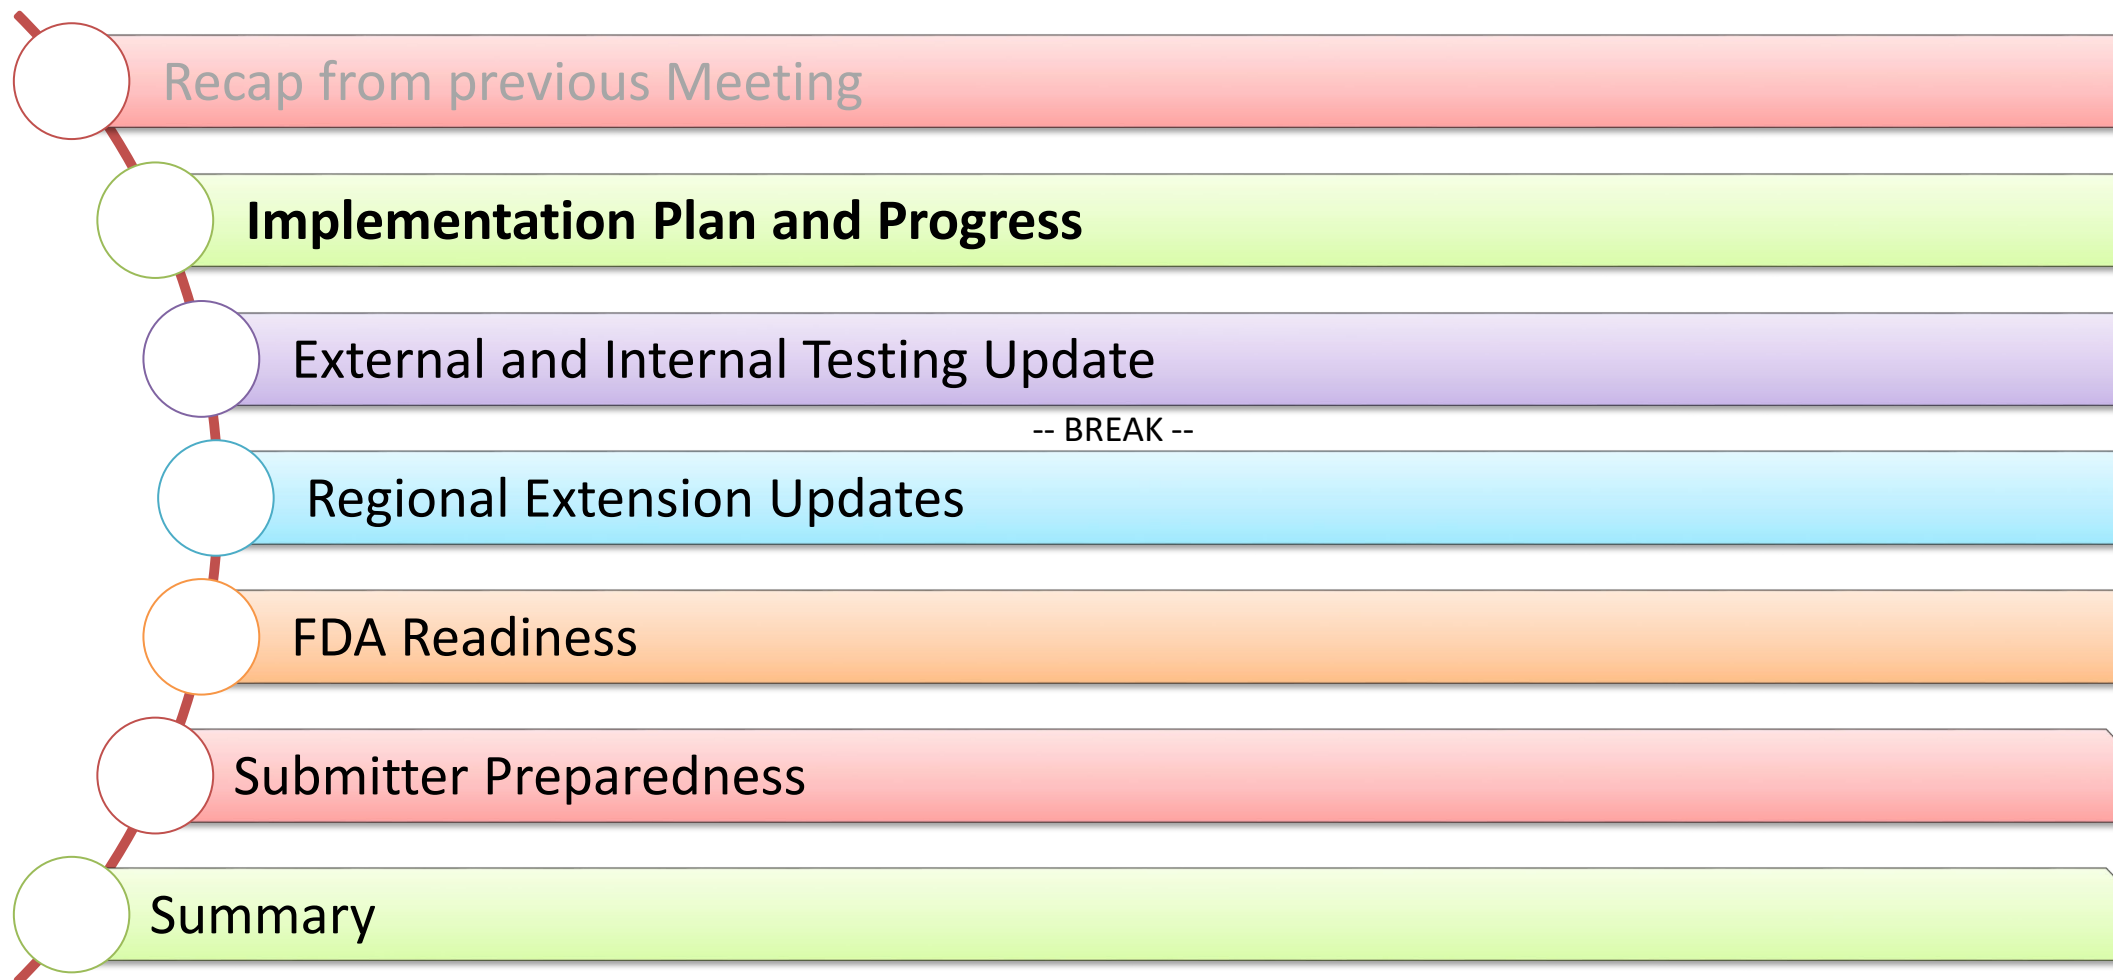 Recap from previous Meeting
Implementation Plan and Progress
External and Internal Testing Update
-- BREAK --
Regional Extension Updates
FDA Readiness
Submitter Preparedness
Summary